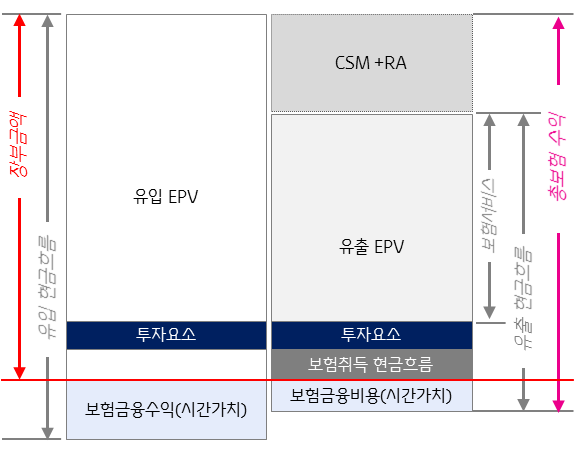 CSM +RA
장부금액
유입 현금흐름
유입 EPV
유출 EPV
보험서비스
유출 현금흐름
총보험 수익
투자요소
투자요소
보험취득 현금흐름
보험금융수익(시간가치)
보험금융비용(시간가치)